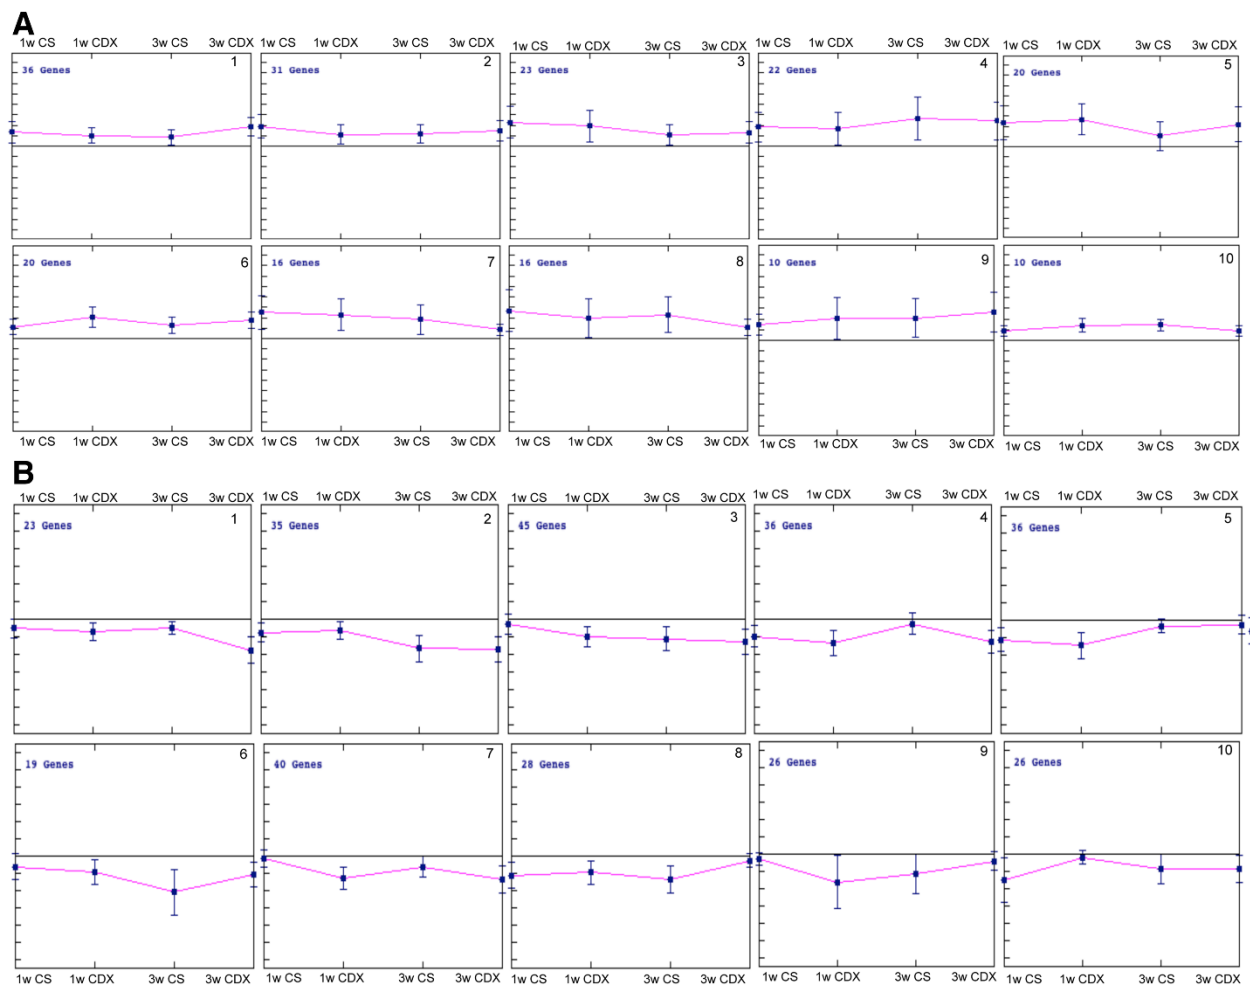 A
1w CS 1w CDX 3w CS 3w CDX 1w CS 1w CDX 3w CS 3w CDX 1w CS 1w CDX 3w CS 3w CDX 1w CS 1w CDX 3w CS 3w CDX 1w CS 1w CDX 3w CS 3w CDX
36 Genes 1 31 Genes 2 23 Genes 3 22 Genes 4 20 Genes 5
20 Genes 6 16 Genes 7 16 Genes 8 10 Genes 9 10 Genes 10
1w CS 1w CDX 3w CS 3w CDX 1w CS 1w CDX 3w CS 3w CDX 1w CS 1w CDX 3w CS 3w CDX 1w CS 1w CDX 3w CS 3w CDX 1w CS 1w CDX 3w CS 3w CDX
B
1w CS 1w CDX 3w CS 3w CDX 1w CS 1w CDX 3w CS 3w CDX 1w CS 1w CDX 3w CS 3w CDX 1w CS 1w CDX 3w CS 3w CDX 1w CS 1w CDX 3w CS 3w CDX
23 Genes 1 35 Genes 2 45 Genes 3 36 Genes 4 36 Genes 5
19 Genes 6 40 Genes 7 28 Genes 8 26 Genes 9 26 Genes 10
1w CS 1w CDX 3w CS 3w CDX 1w CS 1w CDX 3w CS 3w CDX 1w CS 1w CDX 3w CS 3w CDX 1w CS 1w CDX 3w CS 3w CDX 1w CS 1w CDX 3w CS 3w CDX